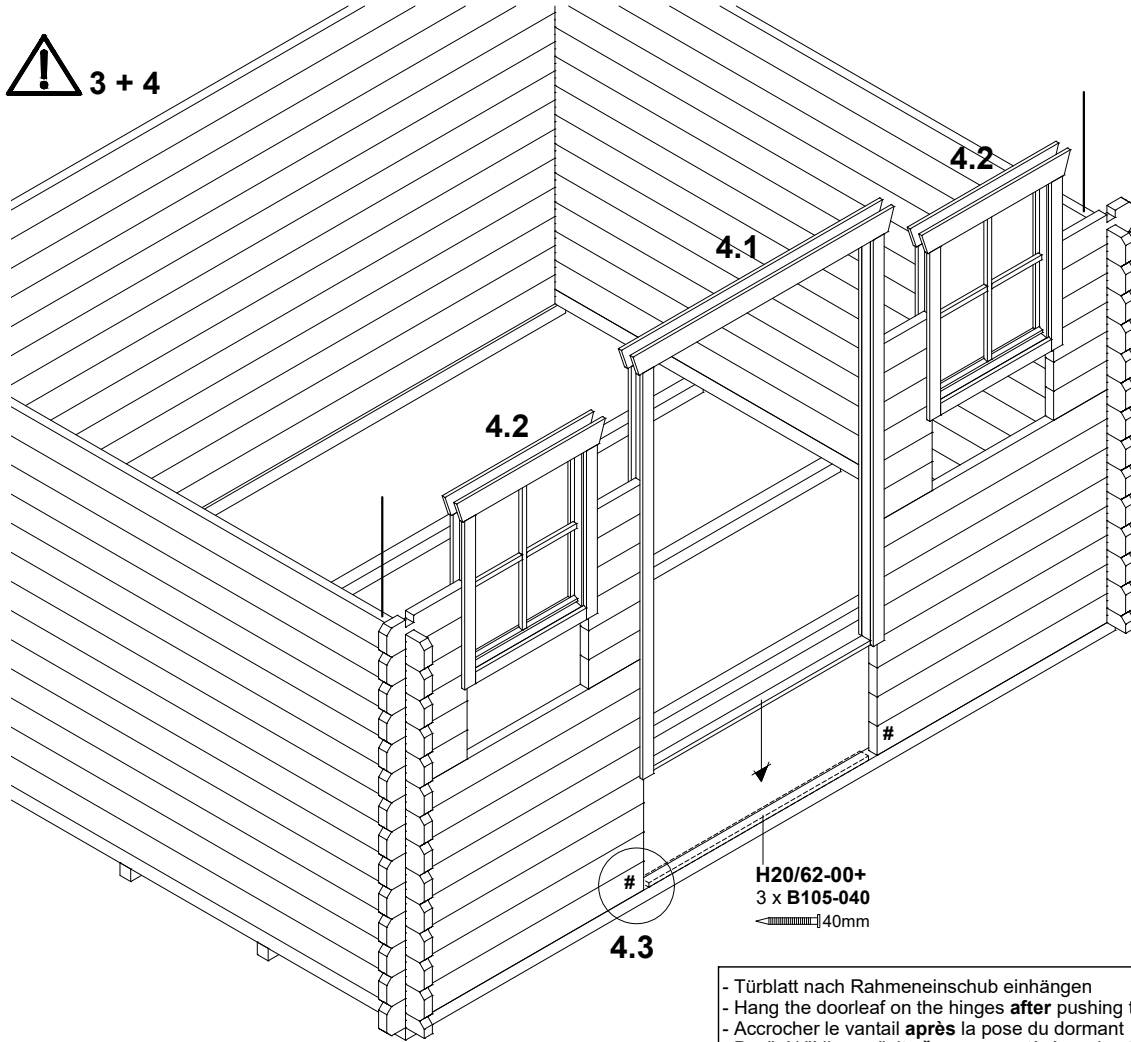 3 + 4
4.2
4.1
4.2
#
#
H20/62-00+
3 x B105-040
40mm
4.3
- Türblatt nach Rahmeneinschub einhängen
- Hang the doorleaf on the hinges after pushing
- Accrocher le vantail après la pose du dormant